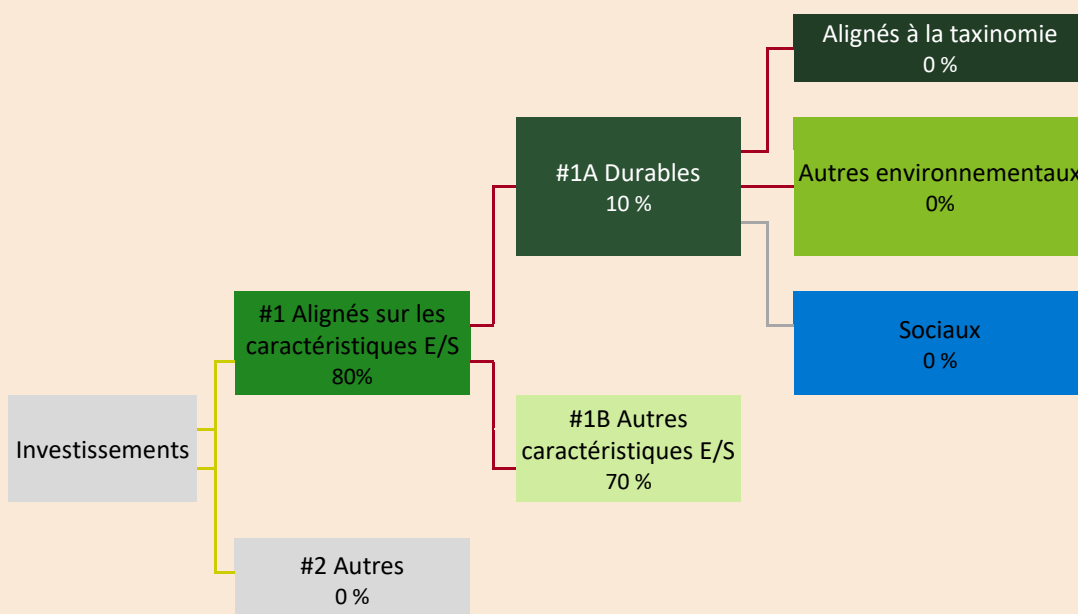 Alignés à la taxinomie
0 %
#1A Durables
10 %
Autres environnementaux
0%
#1 Alignés sur les
caractéristiques E/S
80%
Sociaux
0 %
Investissements
#1B Autres
caractéristiques E/S
70 %
#2 Autres
0 %